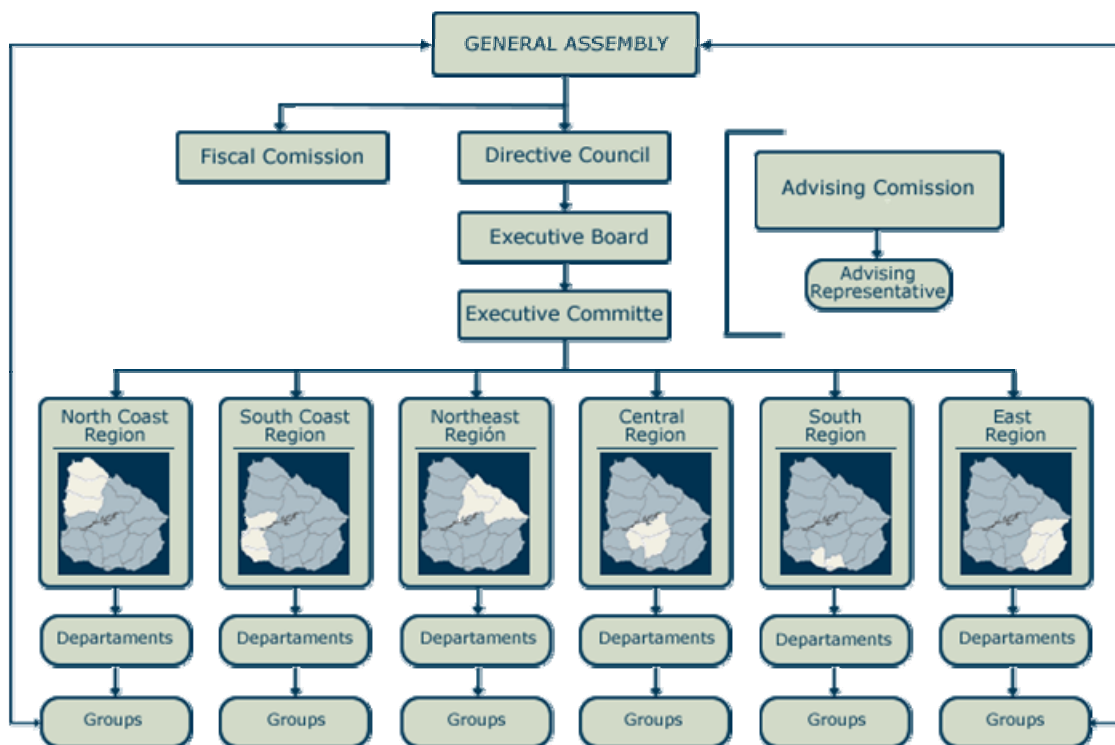 GENERAL ASSEMBLY
Fiscal Comission
Directive Council
Advising Comission
Executive Board
Advising
Representative
Executive Committe
North Coast
Region
South Coast
Region
Northeast
Región
Central
Region
South
Region
East
Region
Departaments
Departaments
Departaments
Departaments
Departaments
Departaments
Groups
Groups
Groups
Groups
Groups
Groups